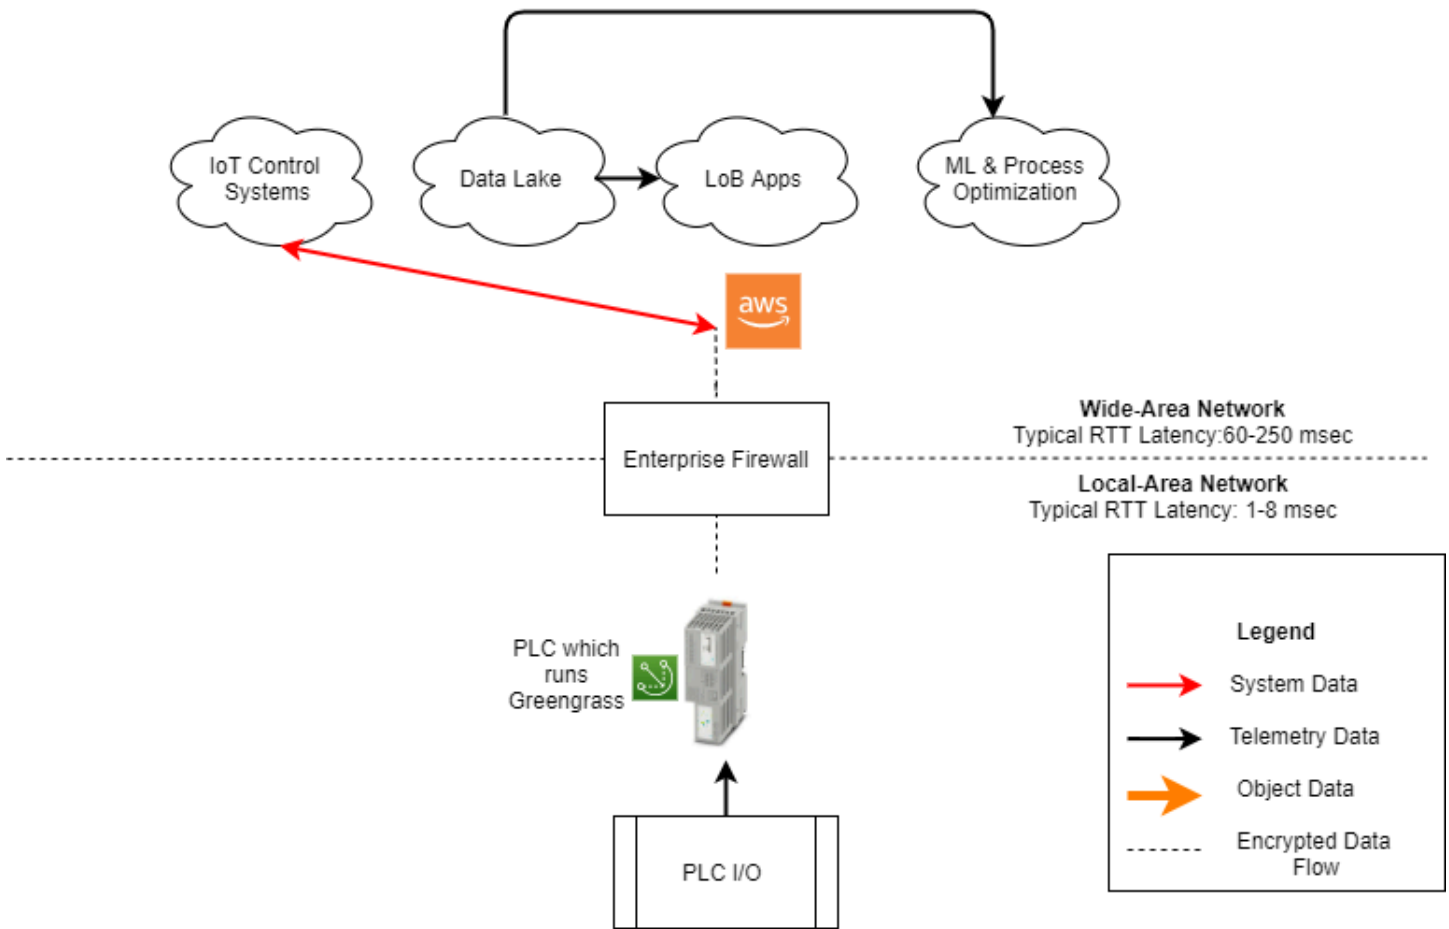 IoT Control
Systems
Data Lake
LoB Apps
ML & Process
Optimization
aws
Enterprise Firewall
Wide-Area Network
Typical RTT Latency:60-250 msec
Local-Area Network
Typical RTT Latency: 1-8 msec
PLC which
runs
Greengrass
PLC I/O
Legend
System Data
Telemetry Data
Object Data
Encrypted Data
Flow